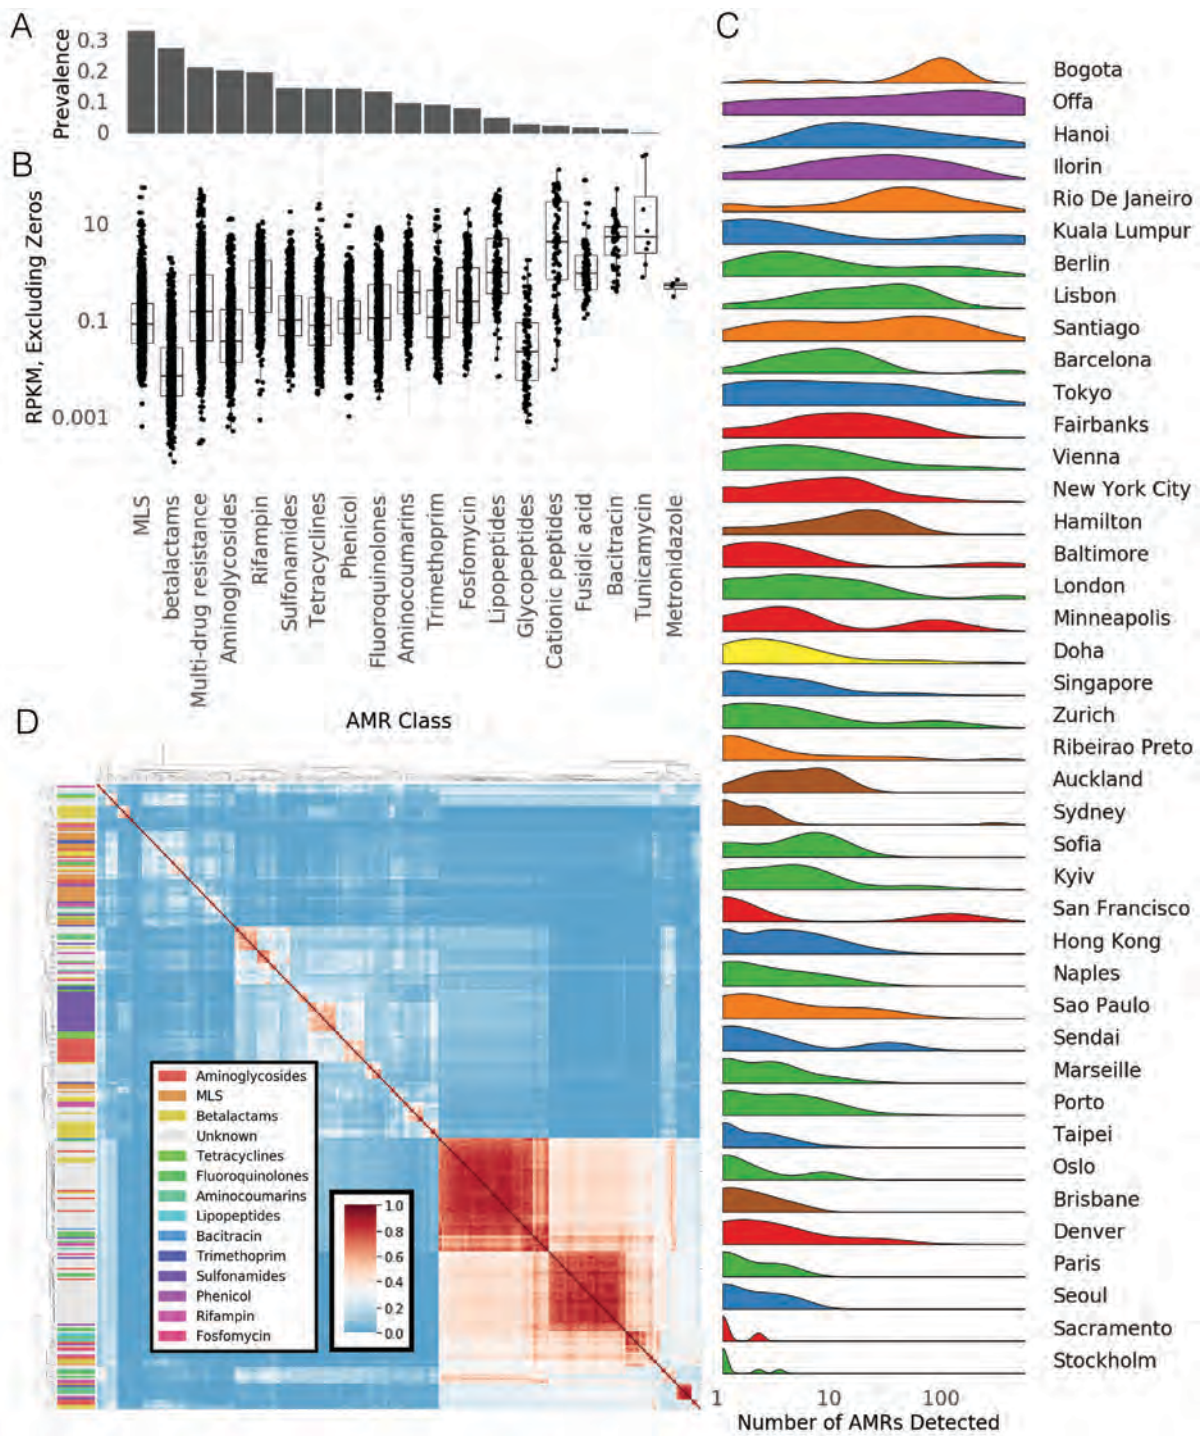 A
Prevalence
0.3
0.2
0.1
0
B
RPKM, Excluding Zeros
10
0.1
0.001
MLS
betalactams
Multi-drug resistance
Aminoglycosides
Rifampin
Sulfonamides
Tetracyclines
Phenicol
Fluoroquinolones
Aminocoumarins
Trimethoprim
Fosfomycin
Lipopeptides
Glycopeptides
Cationic peptides
Fusidic acid
Bacitracin
Tunicamycin
Metronidazole
AMR Class
C
Bogota
Offa
Hanoi
Ilorin
Rio De Janeiro
Kuala Lumpur
Berlin
Lisbon
Santiago
Barcelona
Tokyo
Fairbanks
Vienna
New York City
Hamilton
Baltimore
London
Minneapolis
Doha
Singapore
Zurich
Ribeirao Preto
Auckland
Sydney
Sofia
Kyiv
San Francisco
Hong Kong
Naples
Sao Paulo
Sendai
Marseille
Porto
Taipei
Oslo
Brisbane
Denver
Paris
Seoul
Sacramento
Stockholm
1 10 100
Number of AMRs Detected
D
Aminoglycosides
MLS
Betalactams
Unknown
Tetracyclines
Fluoroquinolones
Aminocoumarins
Lipopeptides
Bacitracin
Trimethoprim
Sulfonamides
Phenicol
Rifampin
Fosfomycin
1.0
0.8
0.6
0.4
0.2
0.0